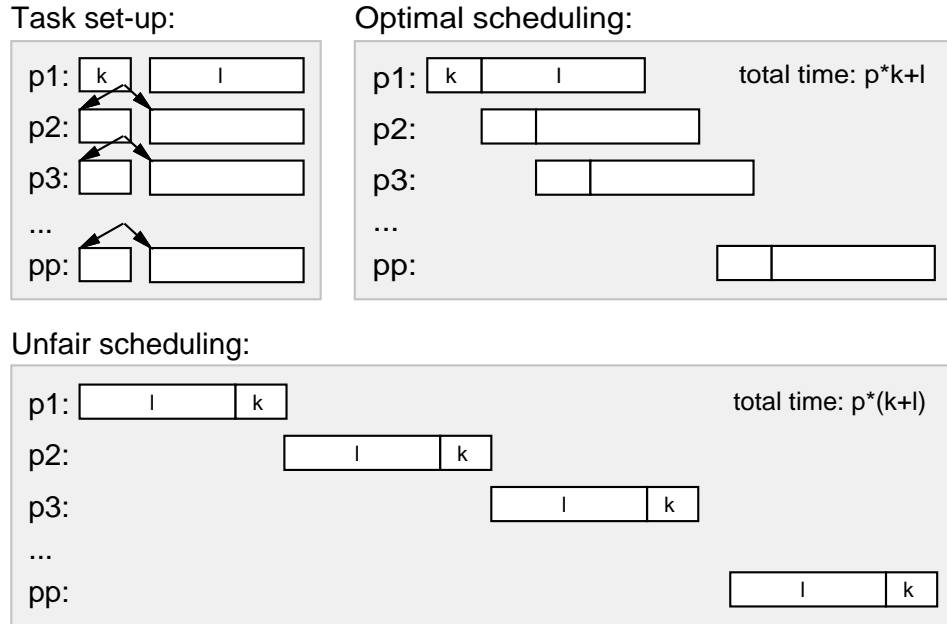 Task set-up:
p1: k l
p2:
p3:
...
pp:
Optimal scheduling:
p1: k l total time: p*k+l
p2:
p3:
...
pp:
Unfair scheduling:
p1: l k total time: p*(k+l)
p2: l k
p3: l k
...
pp: l k